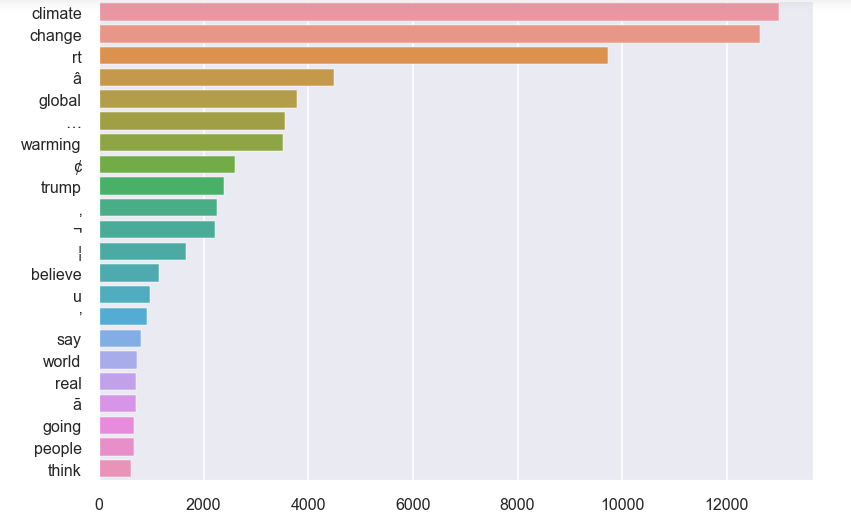 climate
change
rt
â
global
…
warming
¢
trump
‚
¬
¦
believe
u
’
say
world
real
ã
going
people
think
0 2000 4000 6000 8000 10000 12000